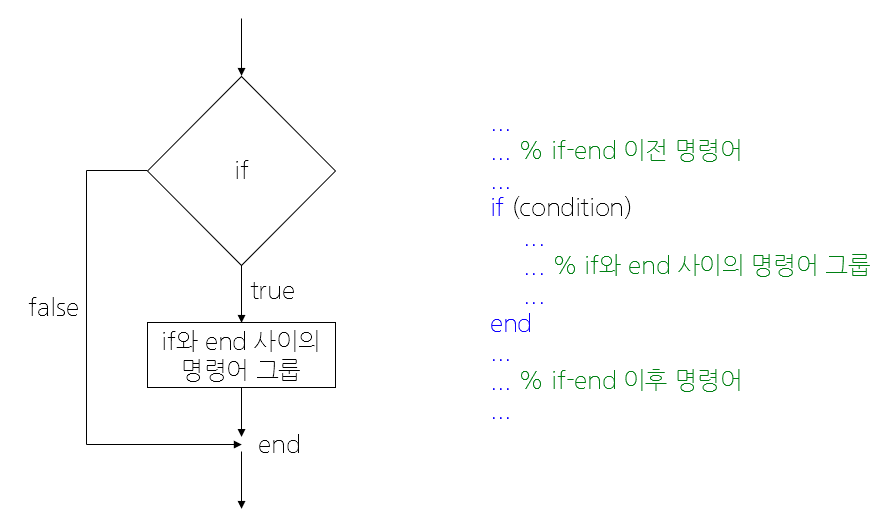 if
true
false
if와 end 사이의
명령어 그룹
end
...
... % if-end 이전 명령어
...
if (condition)
...
... % if와 end 사이의 명령어 그룹
...
end
...
... % if-end 이후 명령어
...